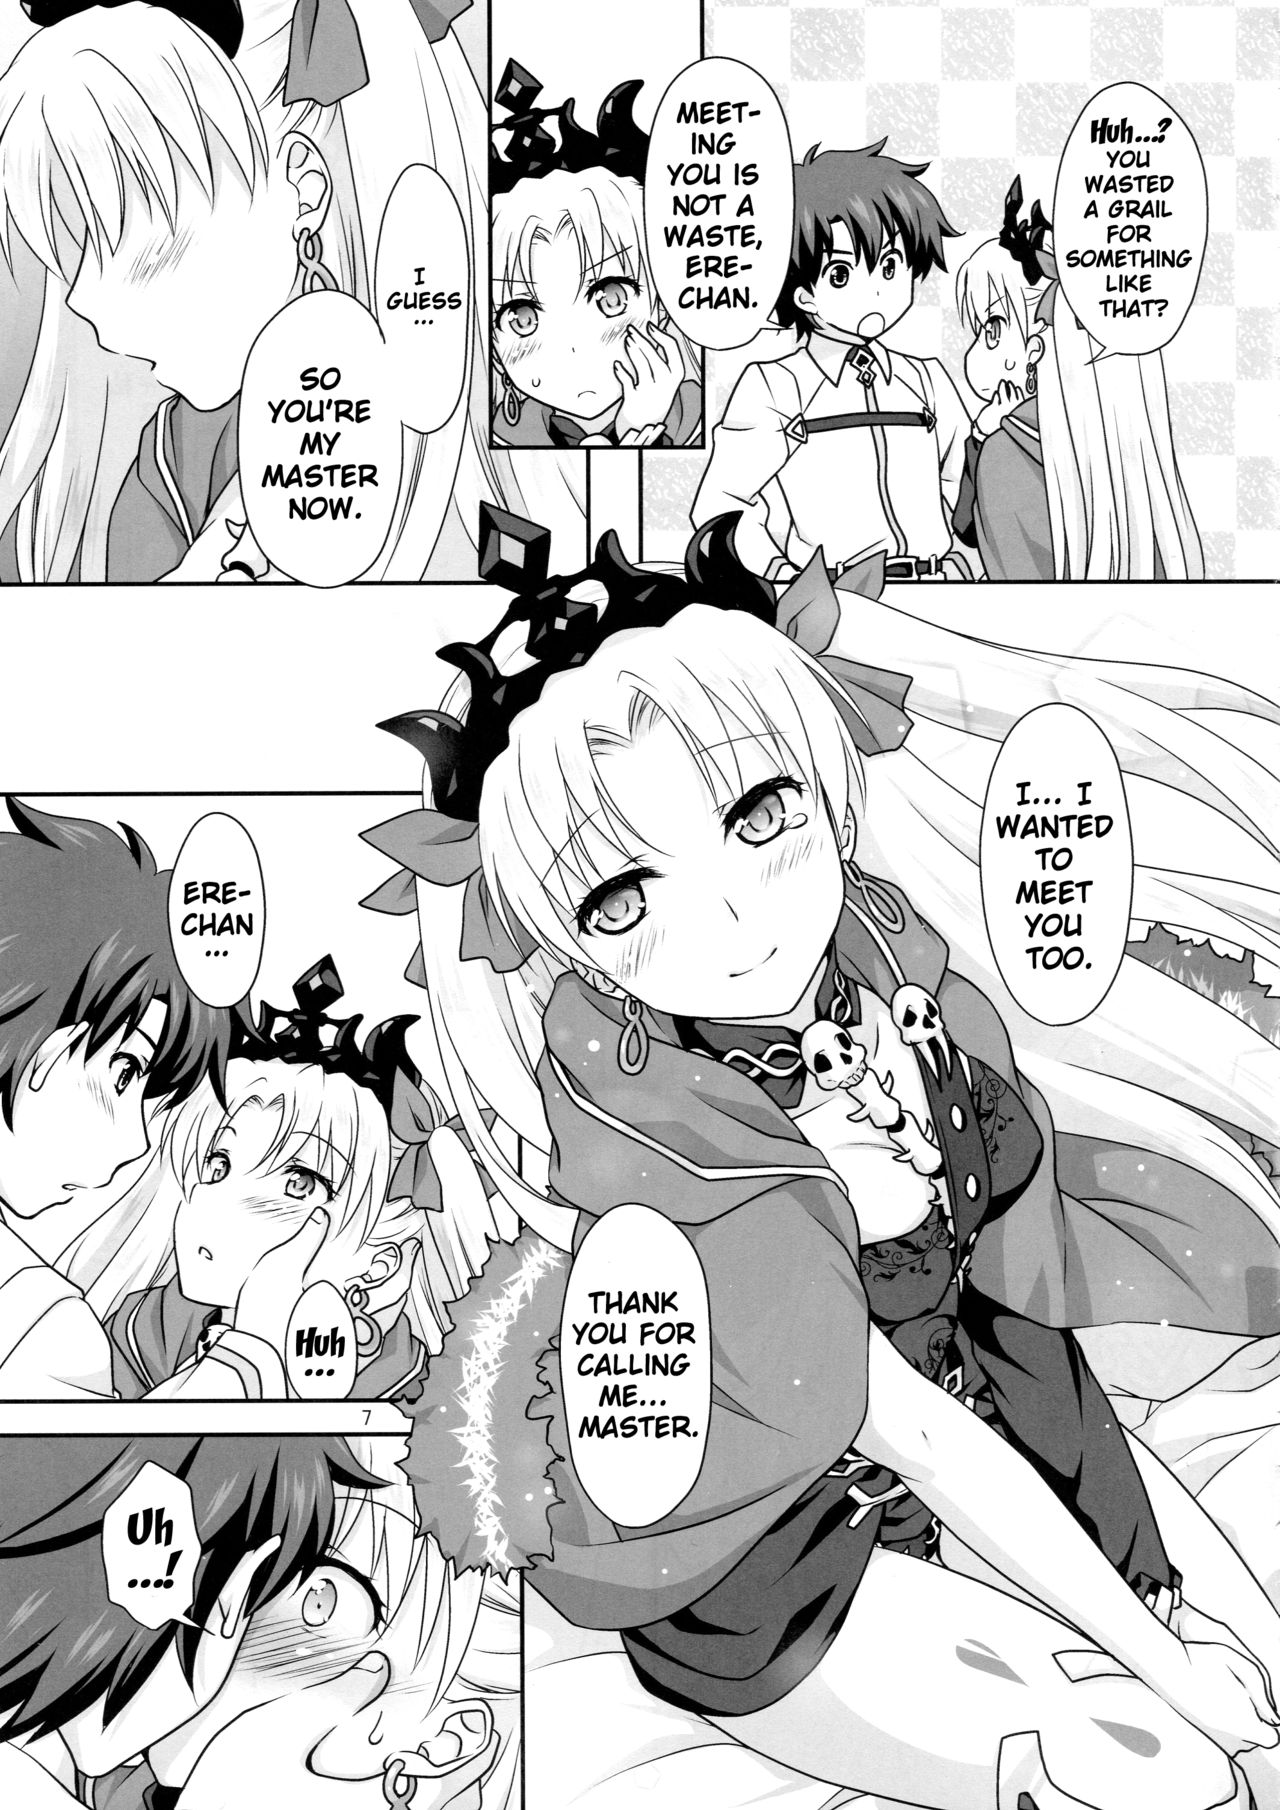 Huh...?
YOU
WASTED
A GRAIL
FOR
SOMETHING
LIKE
THAT?
MEET-
ING
YOU IS
NOT A
WASTE,
ERE-
CHAN.
I
GUESS
...
SO
YOU'RE
MY
MASTER
NOW.
I... I
WANTED
TO
MEET
YOU
TOO.
THANK
YOU FOR
CALLING
ME...
MASTER.
ERE-
CHAN
...
Huh
...
7
Uh
....!